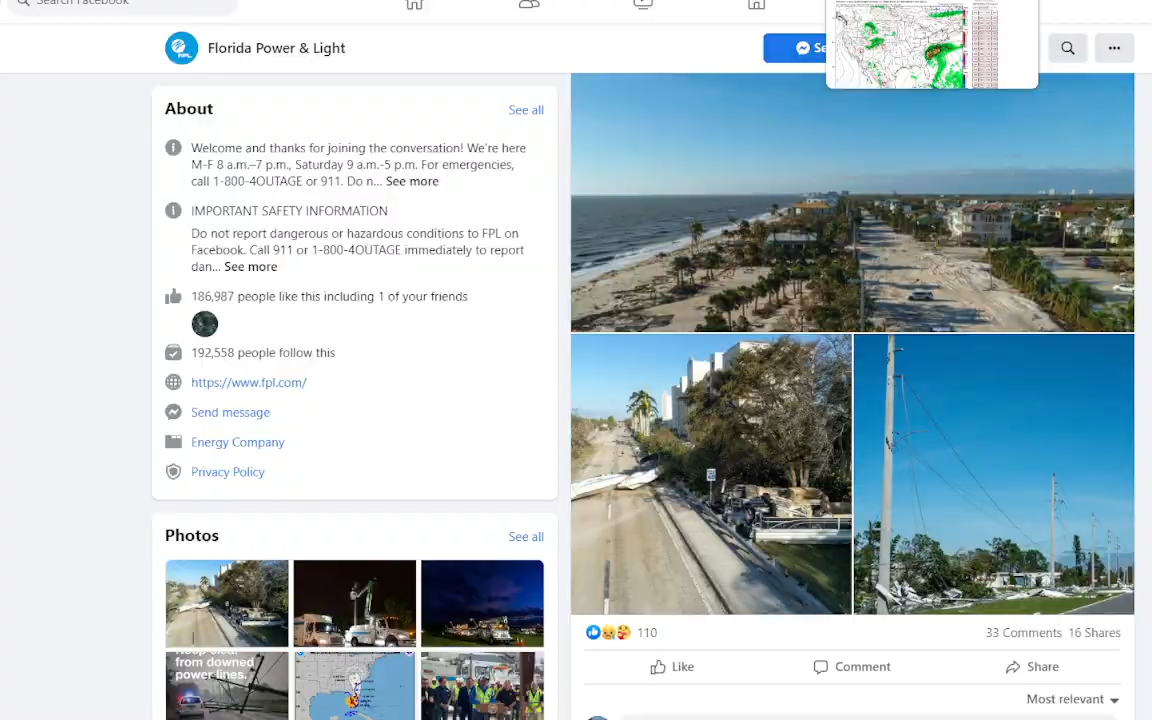 Search Facebook
FPL
Florida Power & Light
Se
About
See all
Welcome and thanks for joining the conversation! We're here
M-F 8 a.m.–7 p.m., Saturday 9 a.m.-5 p.m. For emergencies,
call 1-800-4OUTAGE or 911. Do n... See more
IMPORTANT SAFETY INFORMATION
Do not report dangerous or hazardous conditions to FPL on
Facebook. Call 911 or 1-800-4OUTAGE immediately to report
dan... See more
186,987 people like this including 1 of your friends
192,558 people follow this
https://www.fpl.com/
Send message
Energy Company
Privacy Policy
Photos
See all
from downed
power lines.
110
33 Comments 16 Shares
Like
Comment
Share
Most relevant